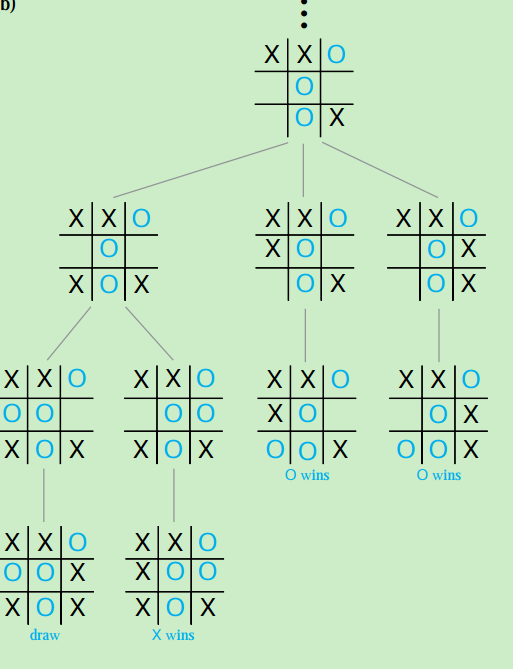 b)
X X O
O
O X
X X O X X O X X O
O X O O X
X O X O X O X
X X O X X O X X O X X O
O O O O X O O X
X O X X O X O O X O O X
O wins O wins
X X O X X O
O O X X O O
X O X X O X
draw X wins